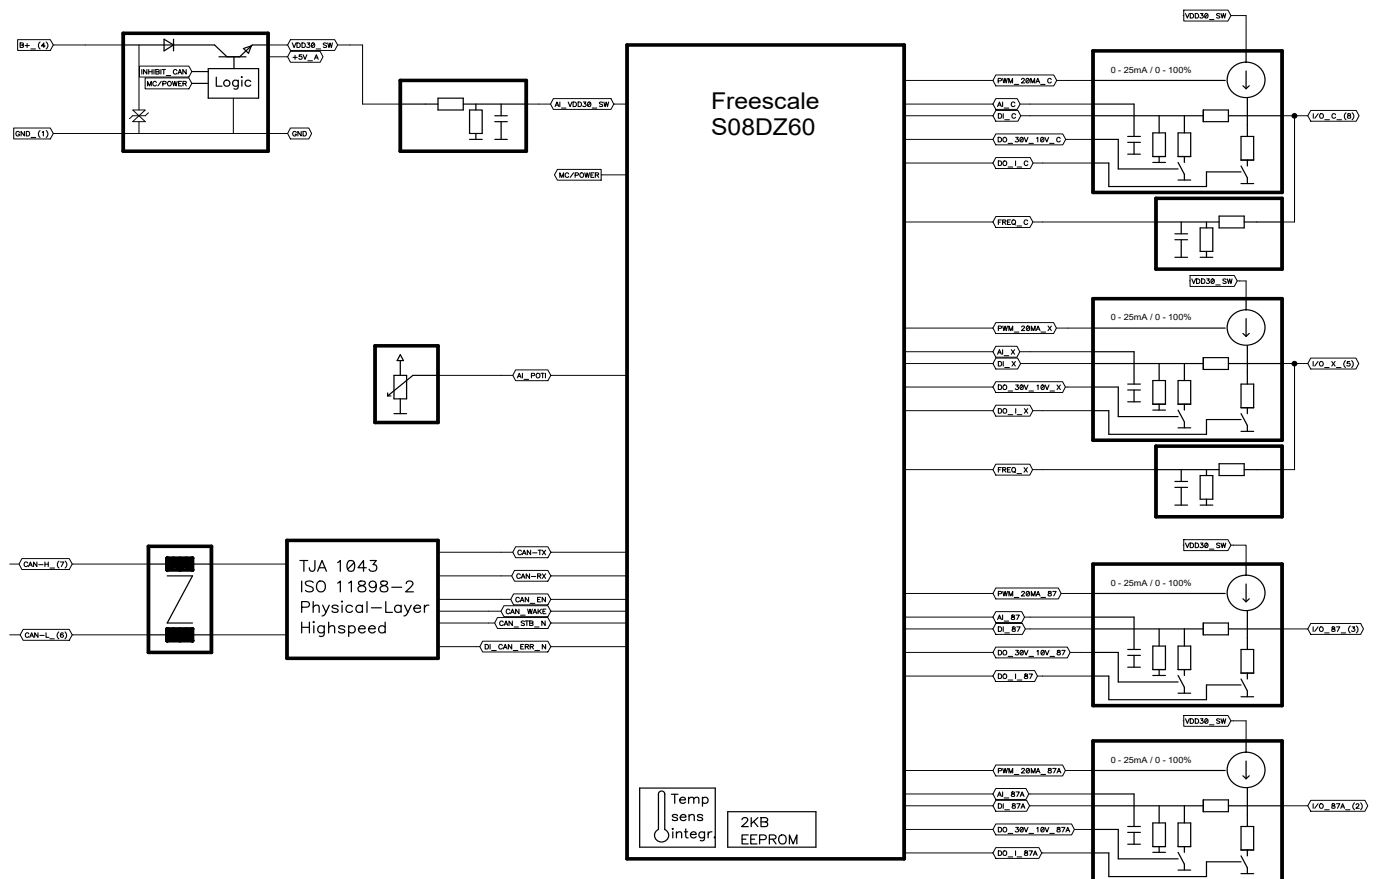 B+_(4)
GND_(1)
INHIBIT_CAN
MC/POWER
Logic
VDD30_SW
+5V_A
GND
AI_VDD30_SW
MC/POWER
AI_POTI
CAN-H_(7)
CAN-L_(6)
TJA 1043
ISO 11898-2
Physical-Layer
Highspeed
CAN-TX
CAN-RX
CAN_EN
CAN_WAKE
CAN_STB_N
DI_CAN_ERR_N
Freescale
S08DZ60
Temp
sens
integr.
2KB
EEPROM
VDD30_SW
0 - 25mA / 0 - 100%
PWM_20MA_C
AI_C
DI_C
DO_30V_10V_C
DO_I_C
I/O_C_(8)
FREQ_C
VDD30_SW
0 - 25mA / 0 - 100%
PWM_20MA_X
AI_X
DI_X
DO_30V_10V_X
DO_I_X
I/O_X_(5)
FREQ_X
VDD30_SW
0 - 25mA / 0 - 100%
PWM_20MA_87
AI_87
DI_87
DO_30V_10V_87
DO_I_87
I/O_87_(3)
VDD30_SW
0 - 25mA / 0 - 100%
PWM_20MA_87A
AI_87A
DI_87A
DO_30V_10V_87A
DO_I_87A
I/O_87A_(2)